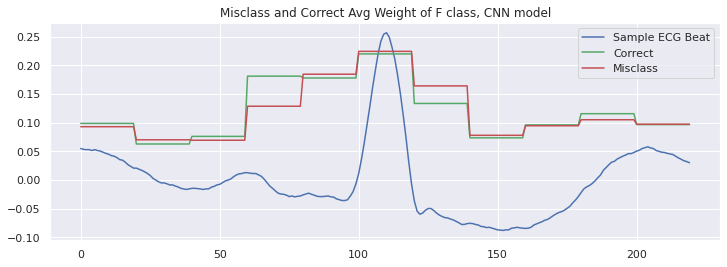 Misclass and Correct Avg Weight of F class, CNN model
Sample ECG Beat
Correct
Misclass
0.25
0.20
0.15
0.10
0.05
0.00
−0.05
−0.10
0 50 100 150 200